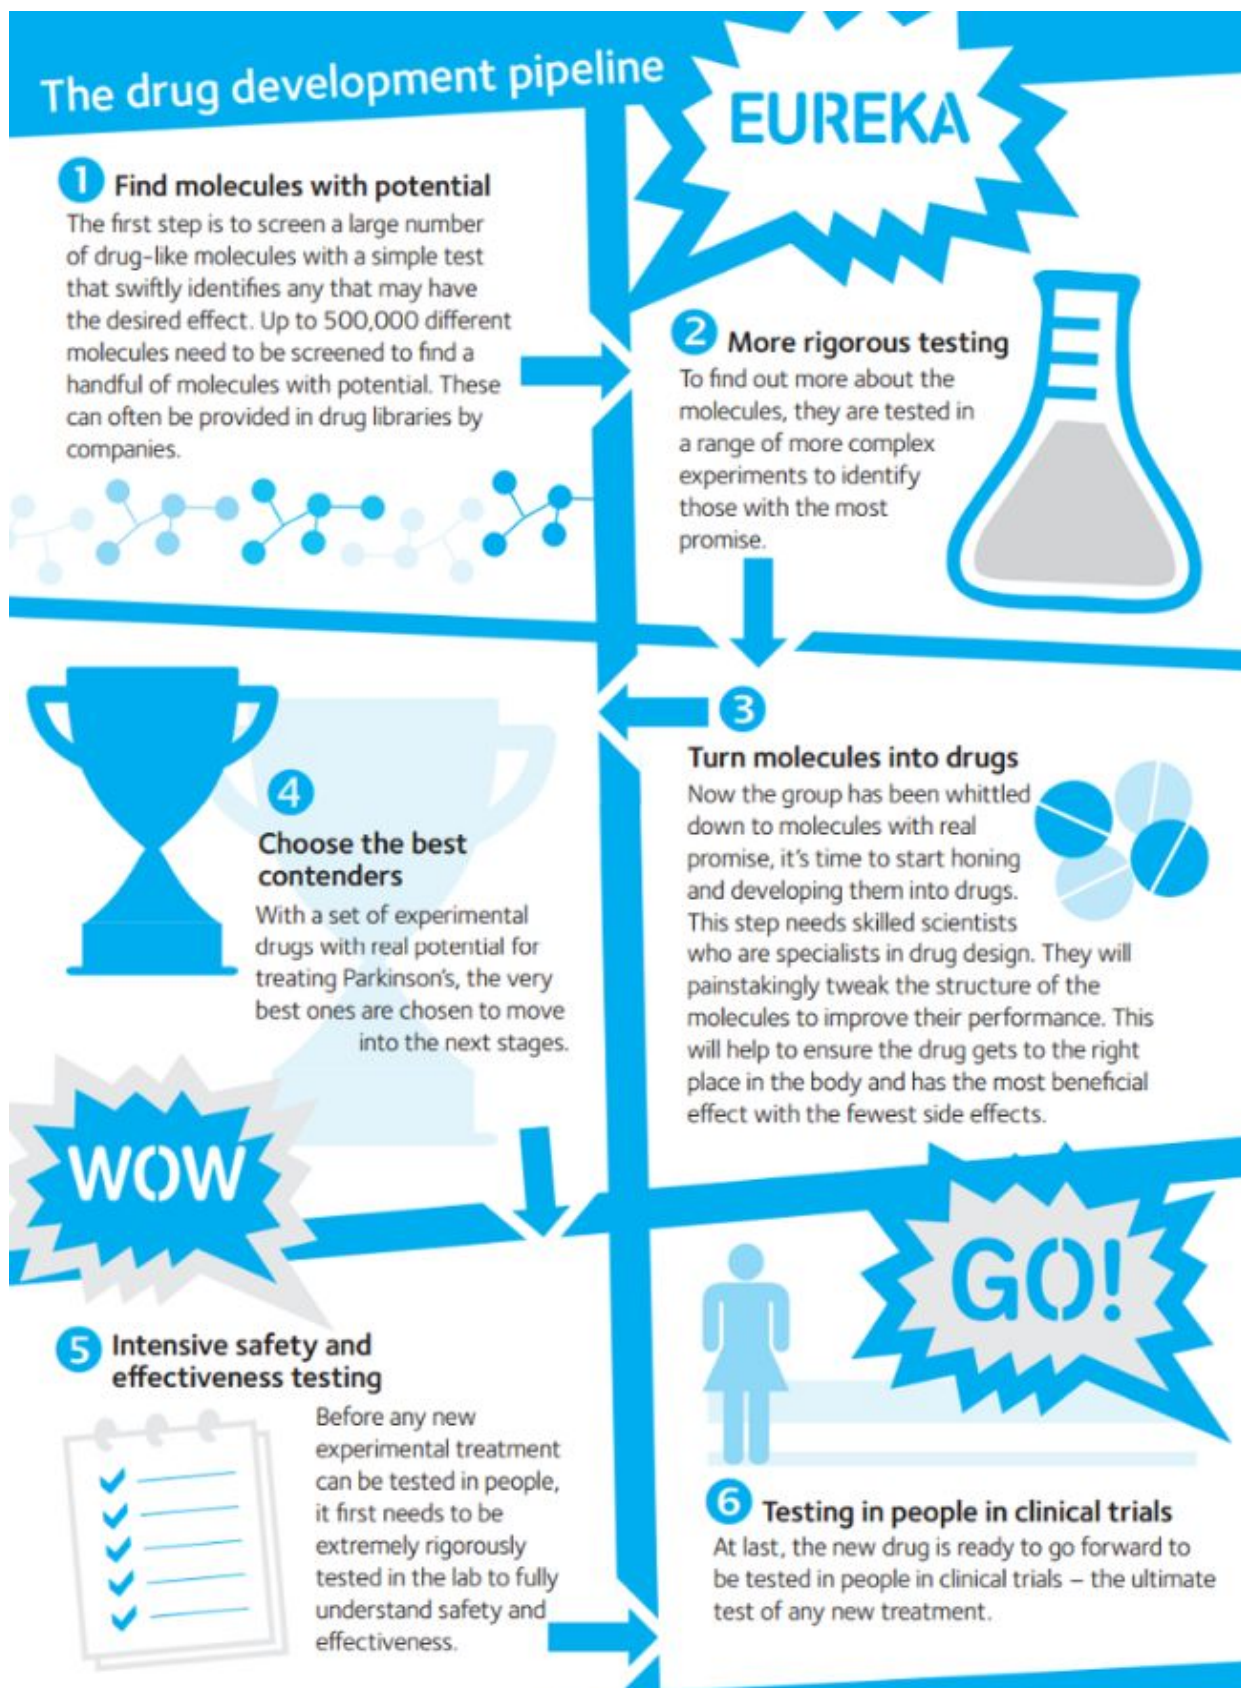 The drug development pipeline
EUREKA
1 Find molecules with potential
The first step is to screen a large number
of drug-like molecules with a simple test
that swiftly identifies any that may have
the desired effect. Up to 500,000 different
molecules need to be screened to find a
handful of molecules with potential. These
can often be provided in drug libraries by
companies.
2 More rigorous testing
To find out more about the
molecules, they are tested in
a range of more complex
experiments to identify
those with the most
promise.
3
Turn molecules into drugs
Now the group has been whittled
down to molecules with real
promise, it's time to start honing
and developing them into drugs.
This step needs skilled scientists
who are specialists in drug design. They will
painstakingly tweak the structure of the
molecules to improve their performance. This
will help to ensure the drug gets to the right
place in the body and has the most beneficial
effect with the fewest side effects.
4
Choose the best
contenders
With a set of experimental
drugs with real potential for
treating Parkinson's, the very
best ones are chosen to move
into the next stages.
WOW
5 Intensive safety and
effectiveness testing
Before any new
experimental treatment
can be tested in people,
it first needs to be
extremely rigorously
tested in the lab to fully
understand safety and
effectiveness.
GO!
6 Testing in people in clinical trials
At last, the new drug is ready to go forward to
be tested in people in clinical trials – the ultimate
test of any new treatment.